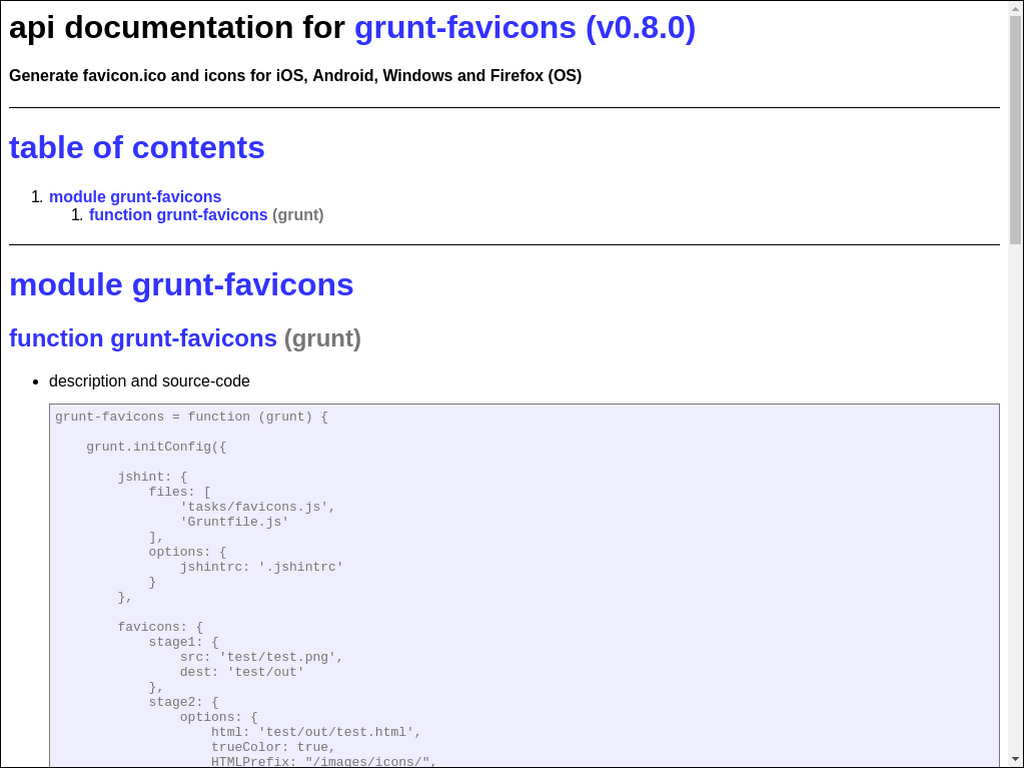 api documentation for grunt-favicons (v0.8.0)
Generate favicon.ico and icons for iOS, Android, Windows and Firefox (OS)
table of contents
1. module grunt-favicons
1. function grunt-favicons (grunt)
module grunt-favicons
function grunt-favicons (grunt)
• description and source-code
grunt-favicons = function (grunt) {
grunt.initConfig({
jshint: {
files: [
'tasks/favicons.js',
'Gruntfile.js'
],
options: {
jshintrc: '.jshintrc'
}
},
favicons: {
stage1: {
src: 'test/test.png',
dest: 'test/out'
},
stage2: {
options: {
html: 'test/out/test.html',
trueColor: true,
HTMLPrefix: "/images/icons/",